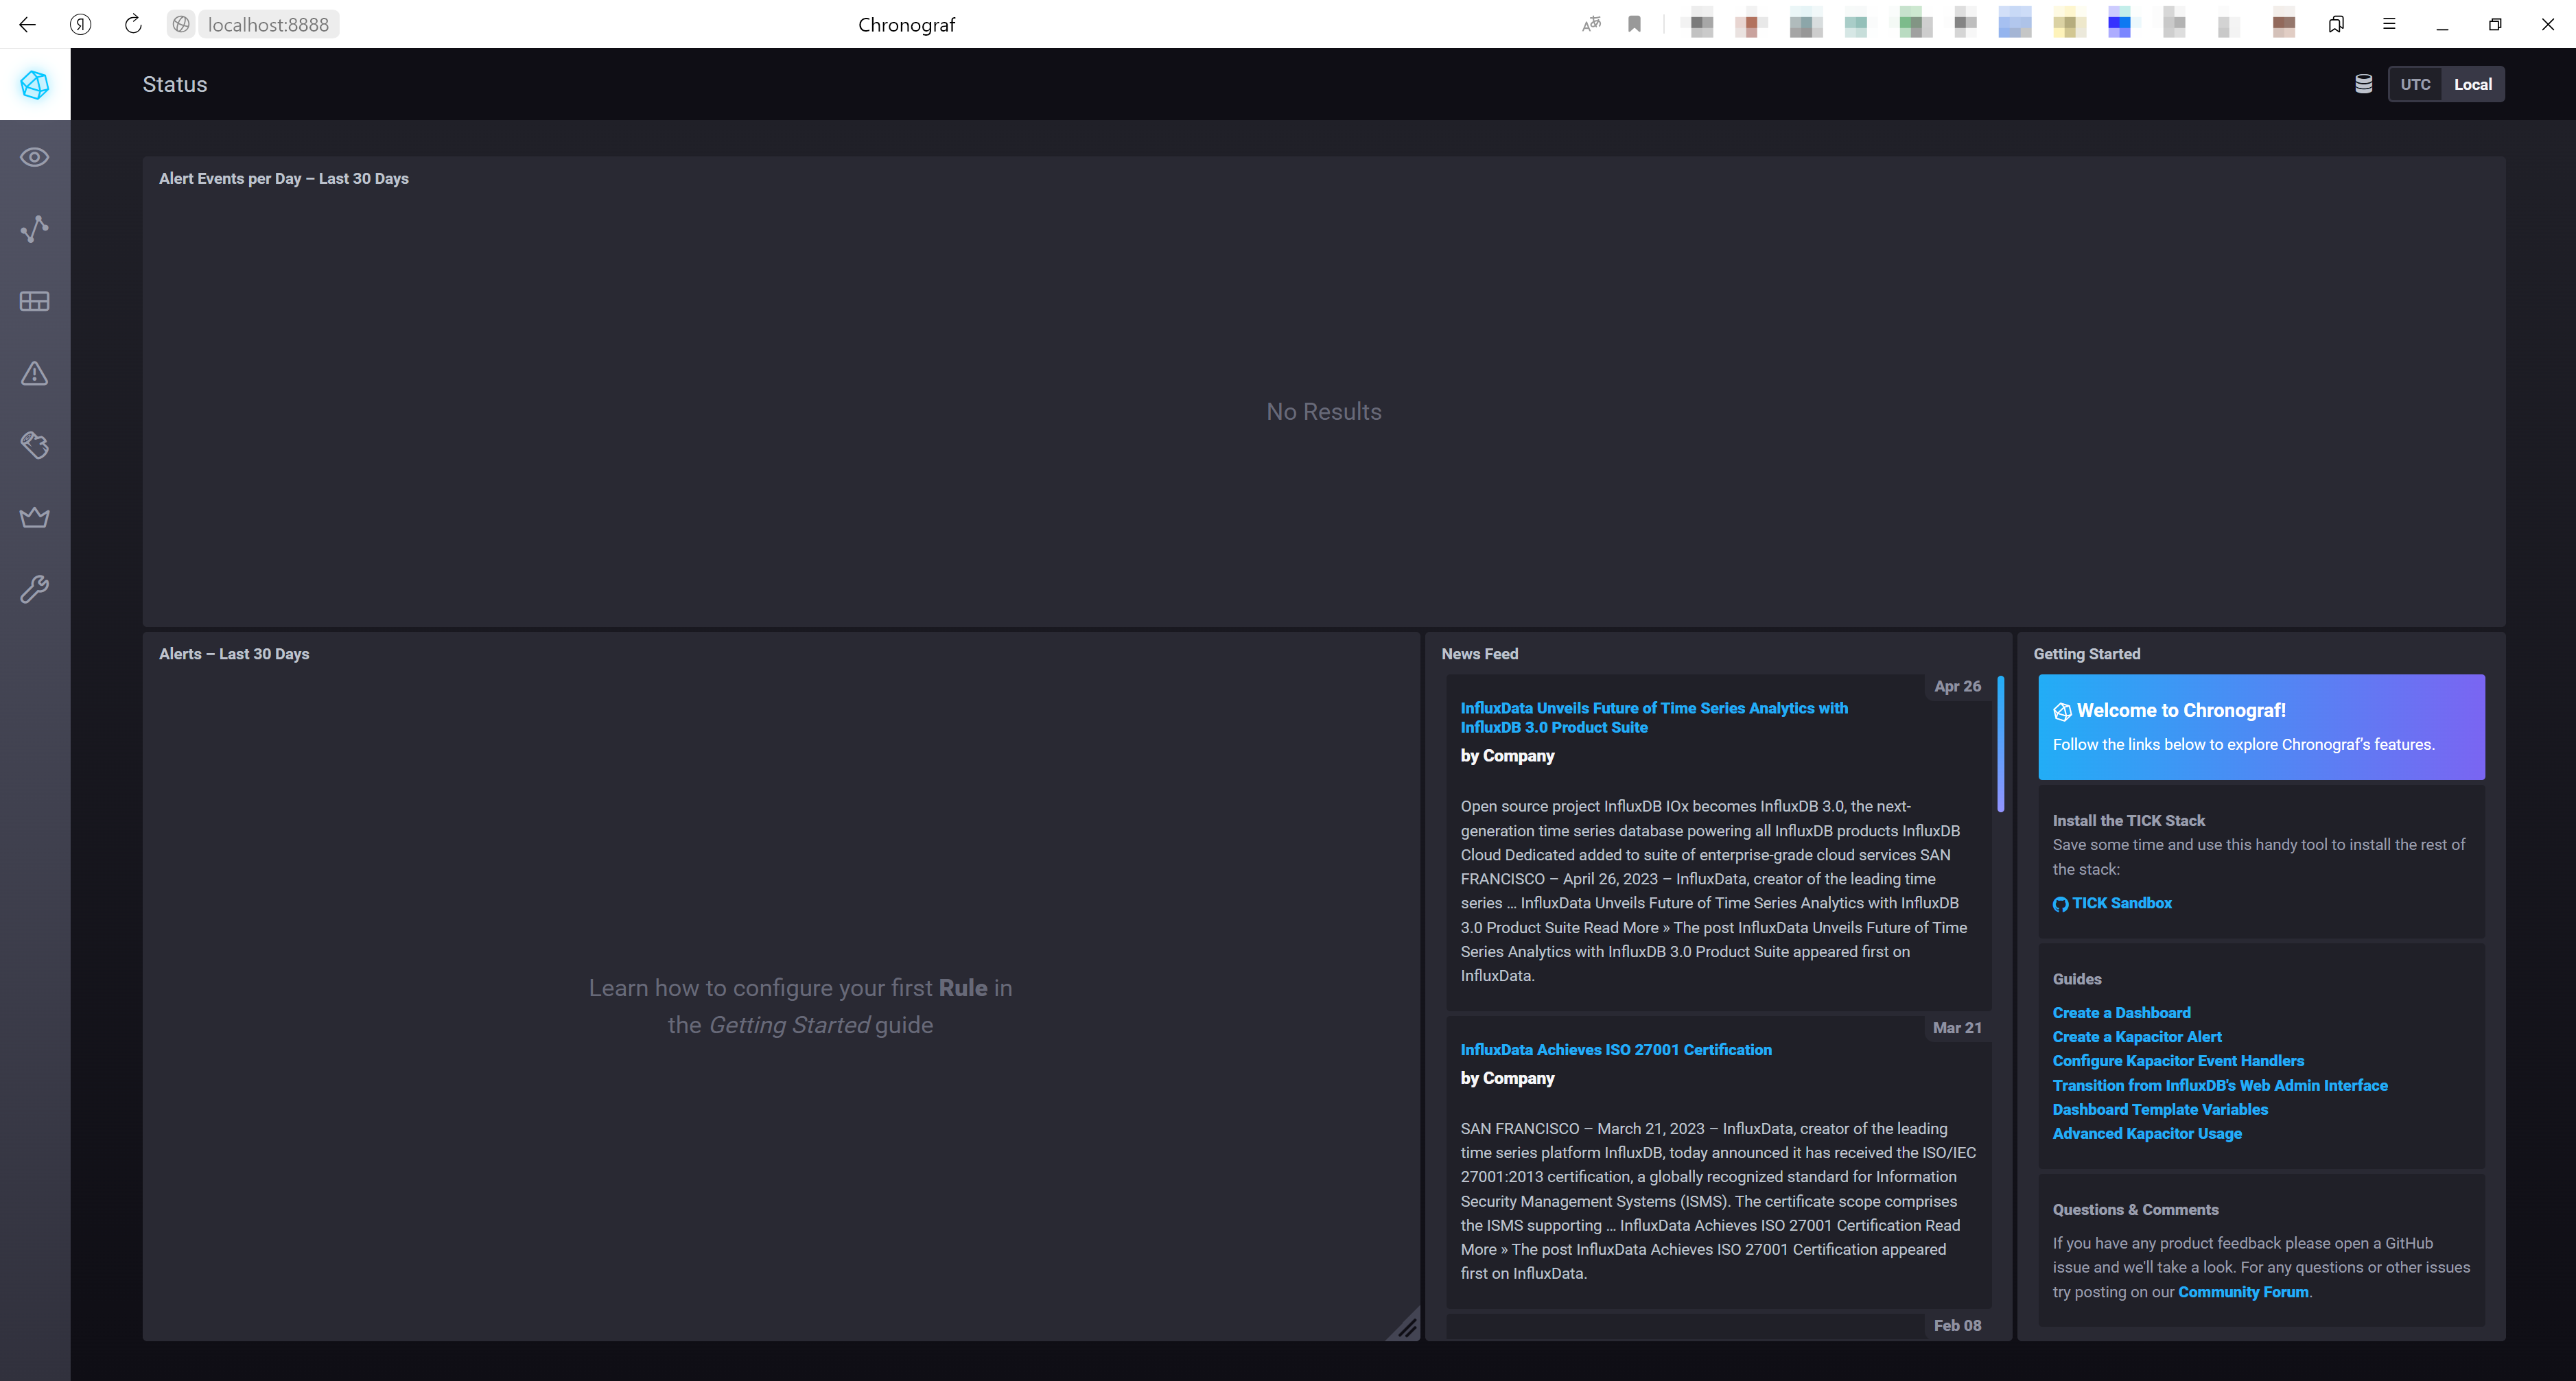 localhost:8888
Chronograf
Status
UTC
Local
Alert Events per Day – Last 30 Days
No Results
Alerts – Last 30 Days
Learn how to configure your first Rule in
the Getting Started guide
News Feed
Apr 26
InfluxData Unveils Future of Time Series Analytics with
InfluxDB 3.0 Product Suite
by Company
Open source project InfluxDB IOx becomes InfluxDB 3.0, the next-
generation time series database powering all InfluxDB products InfluxDB
Cloud Dedicated added to suite of enterprise-grade cloud services SAN
FRANCISCO – April 26, 2023 – InfluxData, creator of the leading time
series ... InfluxData Unveils Future of Time Series Analytics with InfluxDB
3.0 Product Suite Read More » The post InfluxData Unveils Future of Time
Series Analytics with InfluxDB 3.0 Product Suite appeared first on
InfluxData.
Mar 21
InfluxData Achieves ISO 27001 Certification
by Company
SAN FRANCISCO – March 21, 2023 – InfluxData, creator of the leading
time series platform InfluxDB, today announced it has received the ISO/IEC
27001:2013 certification, a globally recognized standard for Information
Security Management Systems (ISMS). The certificate scope comprises
the ISMS supporting ... InfluxData Achieves ISO 27001 Certification Read
More » The post InfluxData Achieves ISO 27001 Certification appeared
first on InfluxData.
Feb 08
Getting Started
Welcome to Chronograf!
Follow the links below to explore Chronograf's features.
Install the TICK Stack
Save some time and use this handy tool to install the rest of
the stack:
TICK Sandbox
Guides
Create a Dashboard
Create a Kapacitor Alert
Configure Kapacitor Event Handlers
Transition from InfluxDB's Web Admin Interface
Dashboard Template Variables
Advanced Kapacitor Usage
Questions & Comments
If you have any product feedback please open a GitHub
issue and we'll take a look. For any questions or other issues
try posting on our Community Forum.